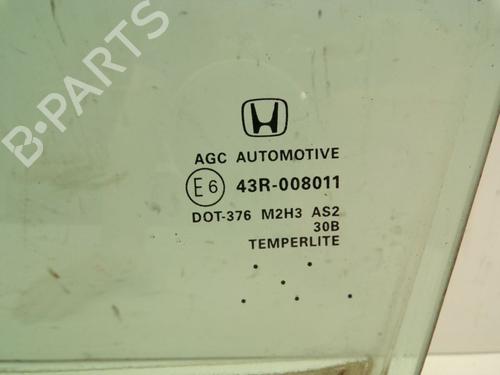 B-PARTS
AGC AUTOMOTIVE
E6 43R-008011
DOT-376 M2H3 AS2
30B
TEMPERLITE